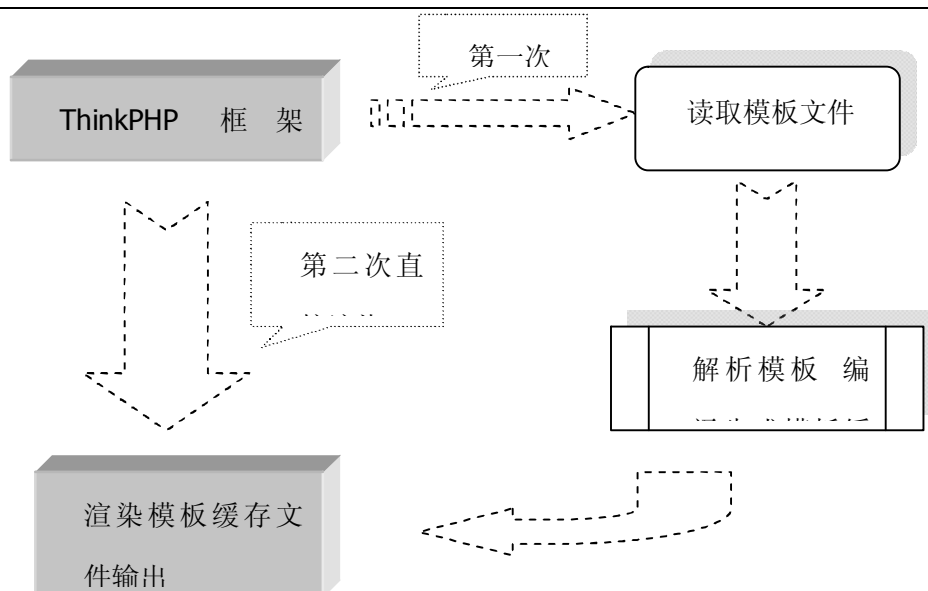 第一次
ThinkPHP 框 架
读取模板文件
第二次直
解析模板 编
渲染模板缓存文
件输出